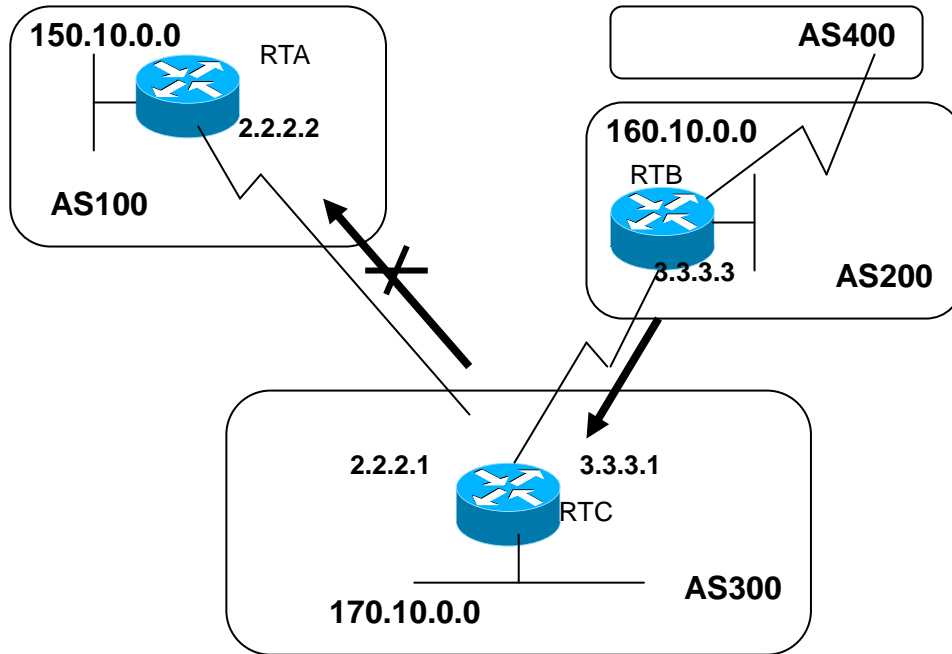 150.10.0.0
RTA
2.2.2.2
AS100
AS400
160.10.0.0
RTB
3.3.3.3
AS200
2.2.2.1
3.3.3.1
RTC
AS300
170.10.0.0